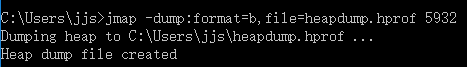 C:\Users\jjs>jmap -dump:format=b,file=heapdump.hprof 5932
Dumping heap to C:\Users\jjs\heapdump.hprof ...
Heap dump file created